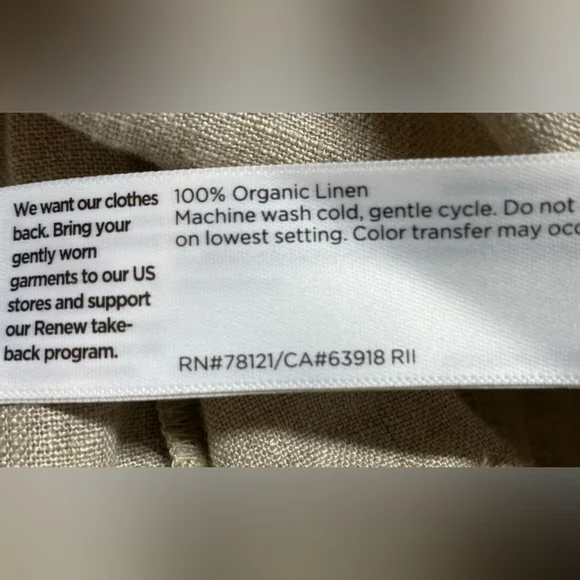 We want our clothes
back. Bring your
gently worn
garments to our US
stores and support
our Renew take-
back program.
100% Organic Linen
Machine wash cold, gentle cycle. Do not
on lowest setting. Color transfer may
RN#78121/CA#63918 RII